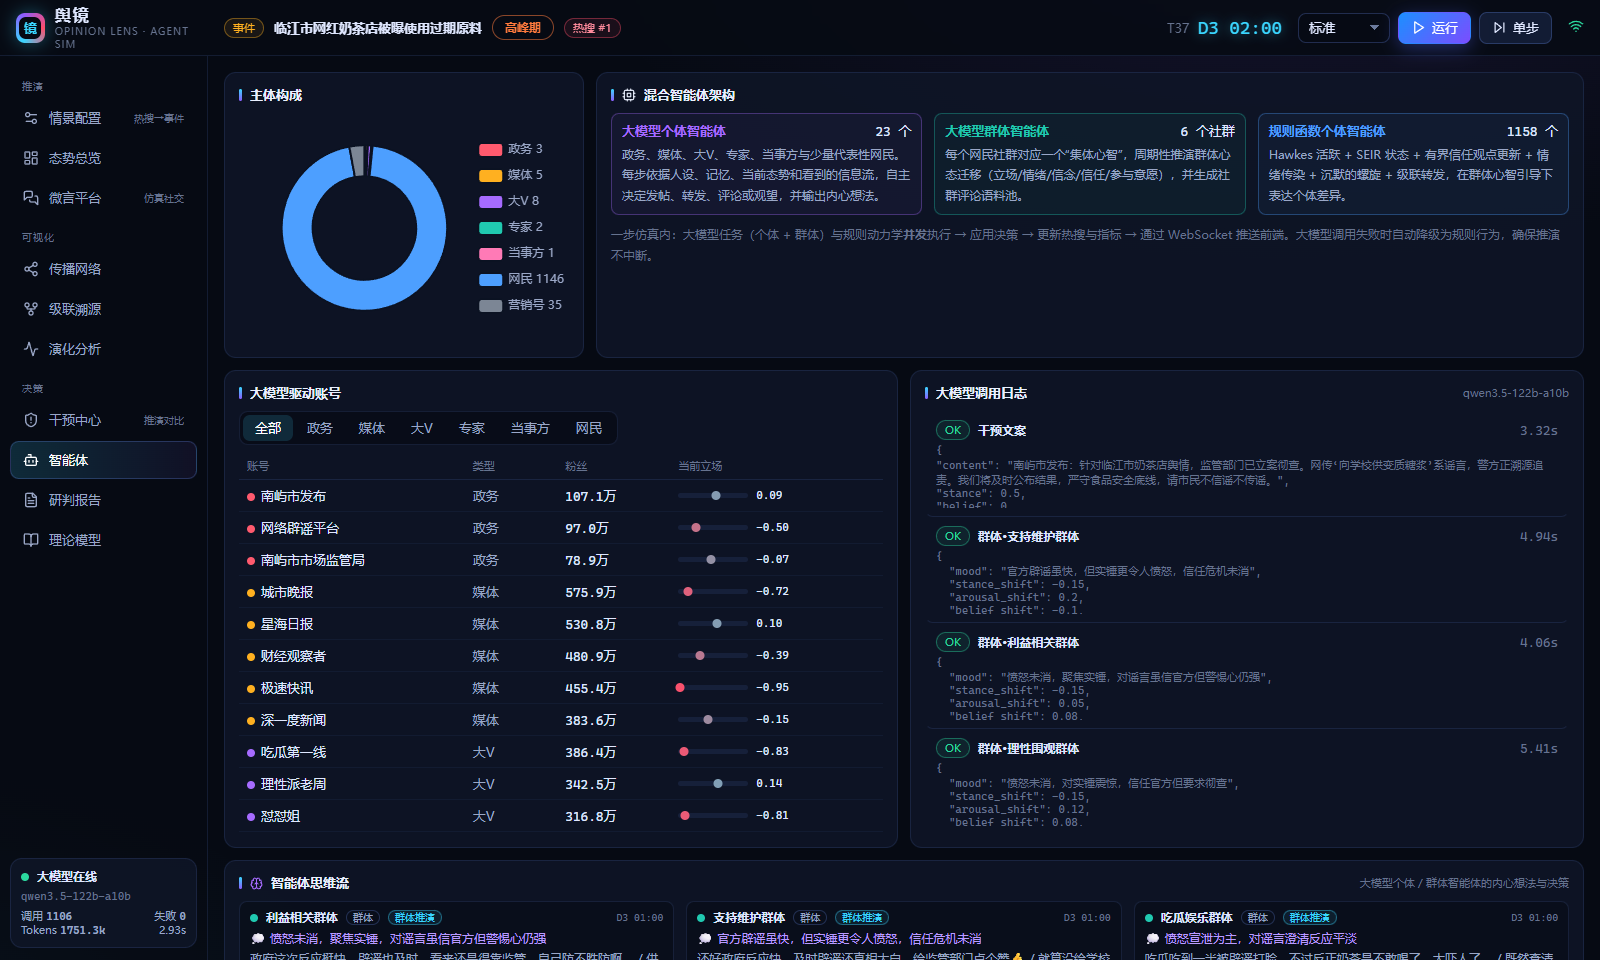 镜
舆镜
OPINION LENS · AGENT SIM
事件 临江市网红奶茶店被曝使用过期原料 高峰期 热搜 #1
T37 D3 02:00 标准 运行 单步
推演
情景配置 热搜→事件
态势总览
微言平台 仿真社交
可视化
传播网络
级联溯源
演化分析
决策
干预中心 推演对比
智能体
研判报告
理论模型
大模型在线
qwen3.5-122b-a10b
调用 1106 失败 0
Tokens 1751.3k 2.93s
主体构成
政务 3
媒体 5
大V 8
专家 2
当事方 1
网民 1146
营销号 35
混合智能体架构
大模型个体智能体 23 个
政务、媒体、大V、专家、当事方与少量代表性网民。
每步依据人设、记忆、当前态势和看到的信息流，自主
决定发帖、转发、评论或观望，并输出内心想法。
大模型群体智能体 6 个社群
每个网民社群对应一个“集体心智”，周期性推演群体心
态迁移（立场/情绪/信念/信任/参与意愿），并生成社
群评论语料池。
规则函数个体智能体 1158 个
Hawkes 活跃 + SEIR 状态 + 有界信任观点更新 + 情
绪传染 + 沉默的螺旋 + 级联转发，在群体心智引导下
表达个体差异。
一步仿真内：大模型任务（个体 + 群体）与规则动力学并发执行 → 应用决策 → 更新热搜与指标 → 通过 WebSocket 推送前端。大模型调用失败时自动降级为规则行为，确保推演
不中断。
大模型驱动账号
全部 政务 媒体 大V 专家 当事方 网民
账号 类型 粉丝 当前立场
南屿市发布 政务 107.1万 0.09
网络辟谣平台 政务 97.0万 −0.50
南屿市市场监管局 政务 78.9万 −0.07
城市晚报 媒体 575.9万 −0.72
星海日报 媒体 530.8万 0.10
财经观察者 媒体 480.9万 −0.39
极速快讯 媒体 455.4万 −0.95
深一度新闻 媒体 383.6万 −0.15
吃瓜第一线 大V 386.4万 −0.83
理性派老周 大V 342.5万 0.14
怼怼姐 大V 316.8万 −0.81
大模型调用日志 qwen3.5-122b-a10b
OK 干预文案 3.32s
{
"content": "南屿市发布：针对临江市奶茶店舆情，监管部门已立案彻查。网传‘向学校供变质糖浆’系谣言，警方正溯源追
责。我们将及时公布结果，严守食品安全底线，请市民不信谣不传谣。",
"stance": 0.5,
"belief": 0
OK 群体·支持维护群体 4.94s
{
"mood": "官方辟谣虽快，但实锤更令人愤怒，信任危机未消",
"stance_shift": −0.15,
"arousal_shift": 0.2,
"belief_shift": −0.1,
OK 群体·利益相关群体 4.06s
{
"mood": "愤怒未消，聚焦实锤，对谣言虽信官方但警惕心仍强",
"stance_shift": −0.15,
"arousal_shift": 0.05,
"belief_shift": 0.08,
OK 群体·理性围观群体 5.41s
{
"mood": "愤怒未消，对实锤震惊，信任官方但要求彻查",
"stance_shift": −0.15,
"arousal_shift": 0.12,
"belief_shift": 0.08,
智能体思维流 大模型个体 / 群体智能体的内心想法与决策
利益相关群体 群体 群体推演 D3 01:00
愤怒未消，聚焦实锤，对谣言虽信官方但警惕心仍强
支持维护群体 群体 群体推演 D3 01:00
官方辟谣虽快，但实锤更令人愤怒，信任危机未消
吃瓜娱乐群体 群体 群体推演 D3 01:00
愤怒宣泄为主，对谣言澄清反应平淡